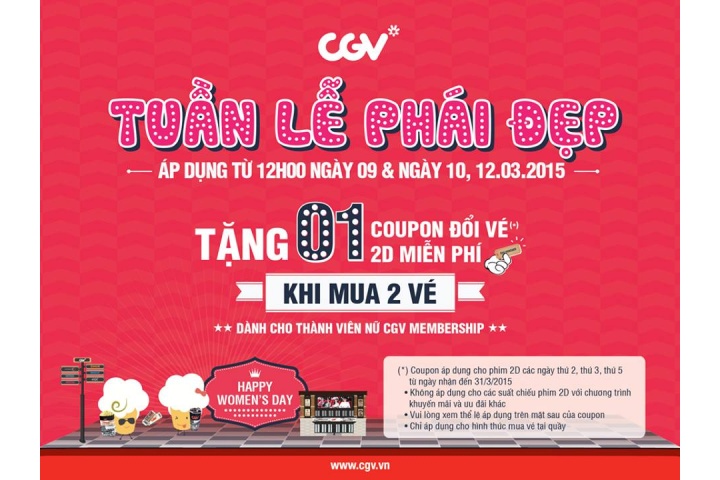 CGV*
TUẦN LỄ PHÁI ĐẸP
ÁP DỤNG TỪ 12H00 NGÀY 09 & NGÀY 10, 12.03.2015
TẶNG 01 COUPON ĐỔI VÉ(*)
2D MIỄN PHÍ
KHI MUA 2 VÉ
★★ DÀNH CHO THÀNH VIÊN NỮ CGV MEMBERSHIP ★★
HAPPY
WOMEN'S DAY
(*) Coupon áp dụng cho phim 2D các ngày thứ 2, thứ 3, thứ 5
từ ngày nhận đến 31/3/2015
• Không áp dụng cho các suất chiếu phim 2D với chương trình
khuyến mãi và ưu đãi khác
• Vui lòng xem thể lệ áp dụng trên mặt sau của coupon
• Chỉ áp dụng cho hình thức mua vé tại quầy
www.cgv.vn